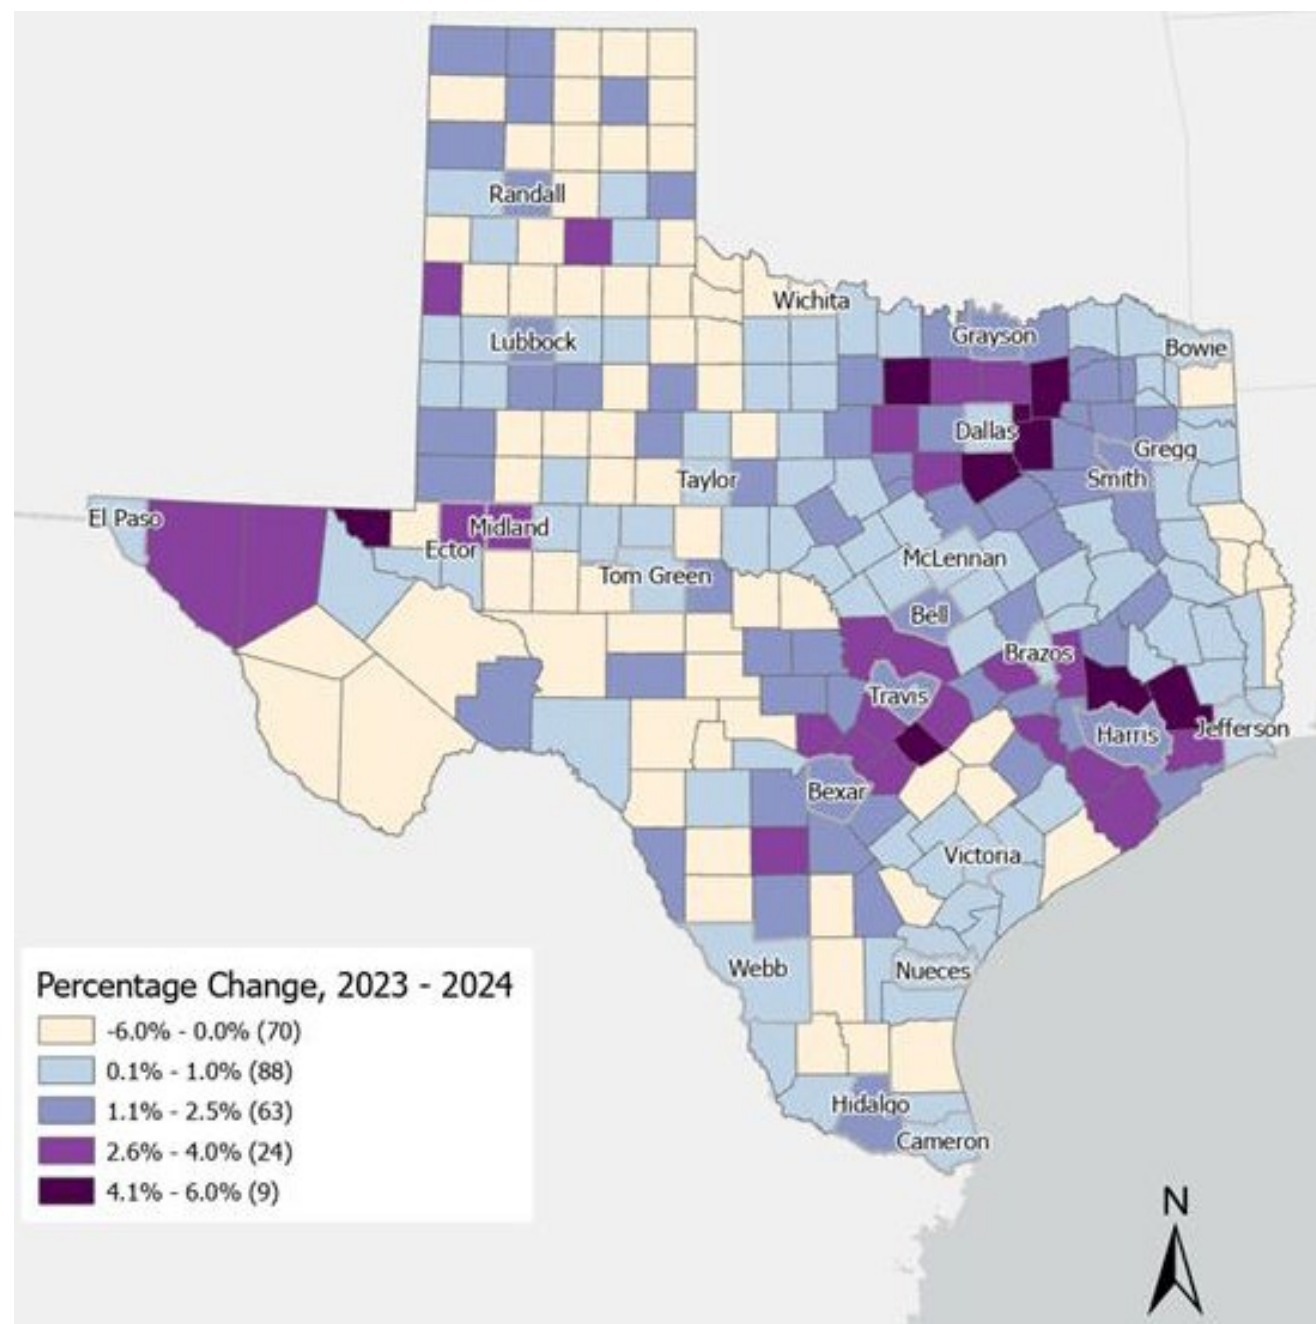 Randall
Wichita
Lubbock
Grayson
Bowie
Dallas
Gregg
Taylor
Smith
El Paso
Midland
Ector
McLennan
Tom Green
Bell
Brazos
Travis
Harris
Jefferson
Bexar
Victoria
Webb
Nueces
Hidalgo
Cameron
Percentage Change, 2023 - 2024
-6.0% - 0.0% (70)
0.1% - 1.0% (88)
1.1% - 2.5% (63)
2.6% - 4.0% (24)
4.1% - 6.0% (9)
N